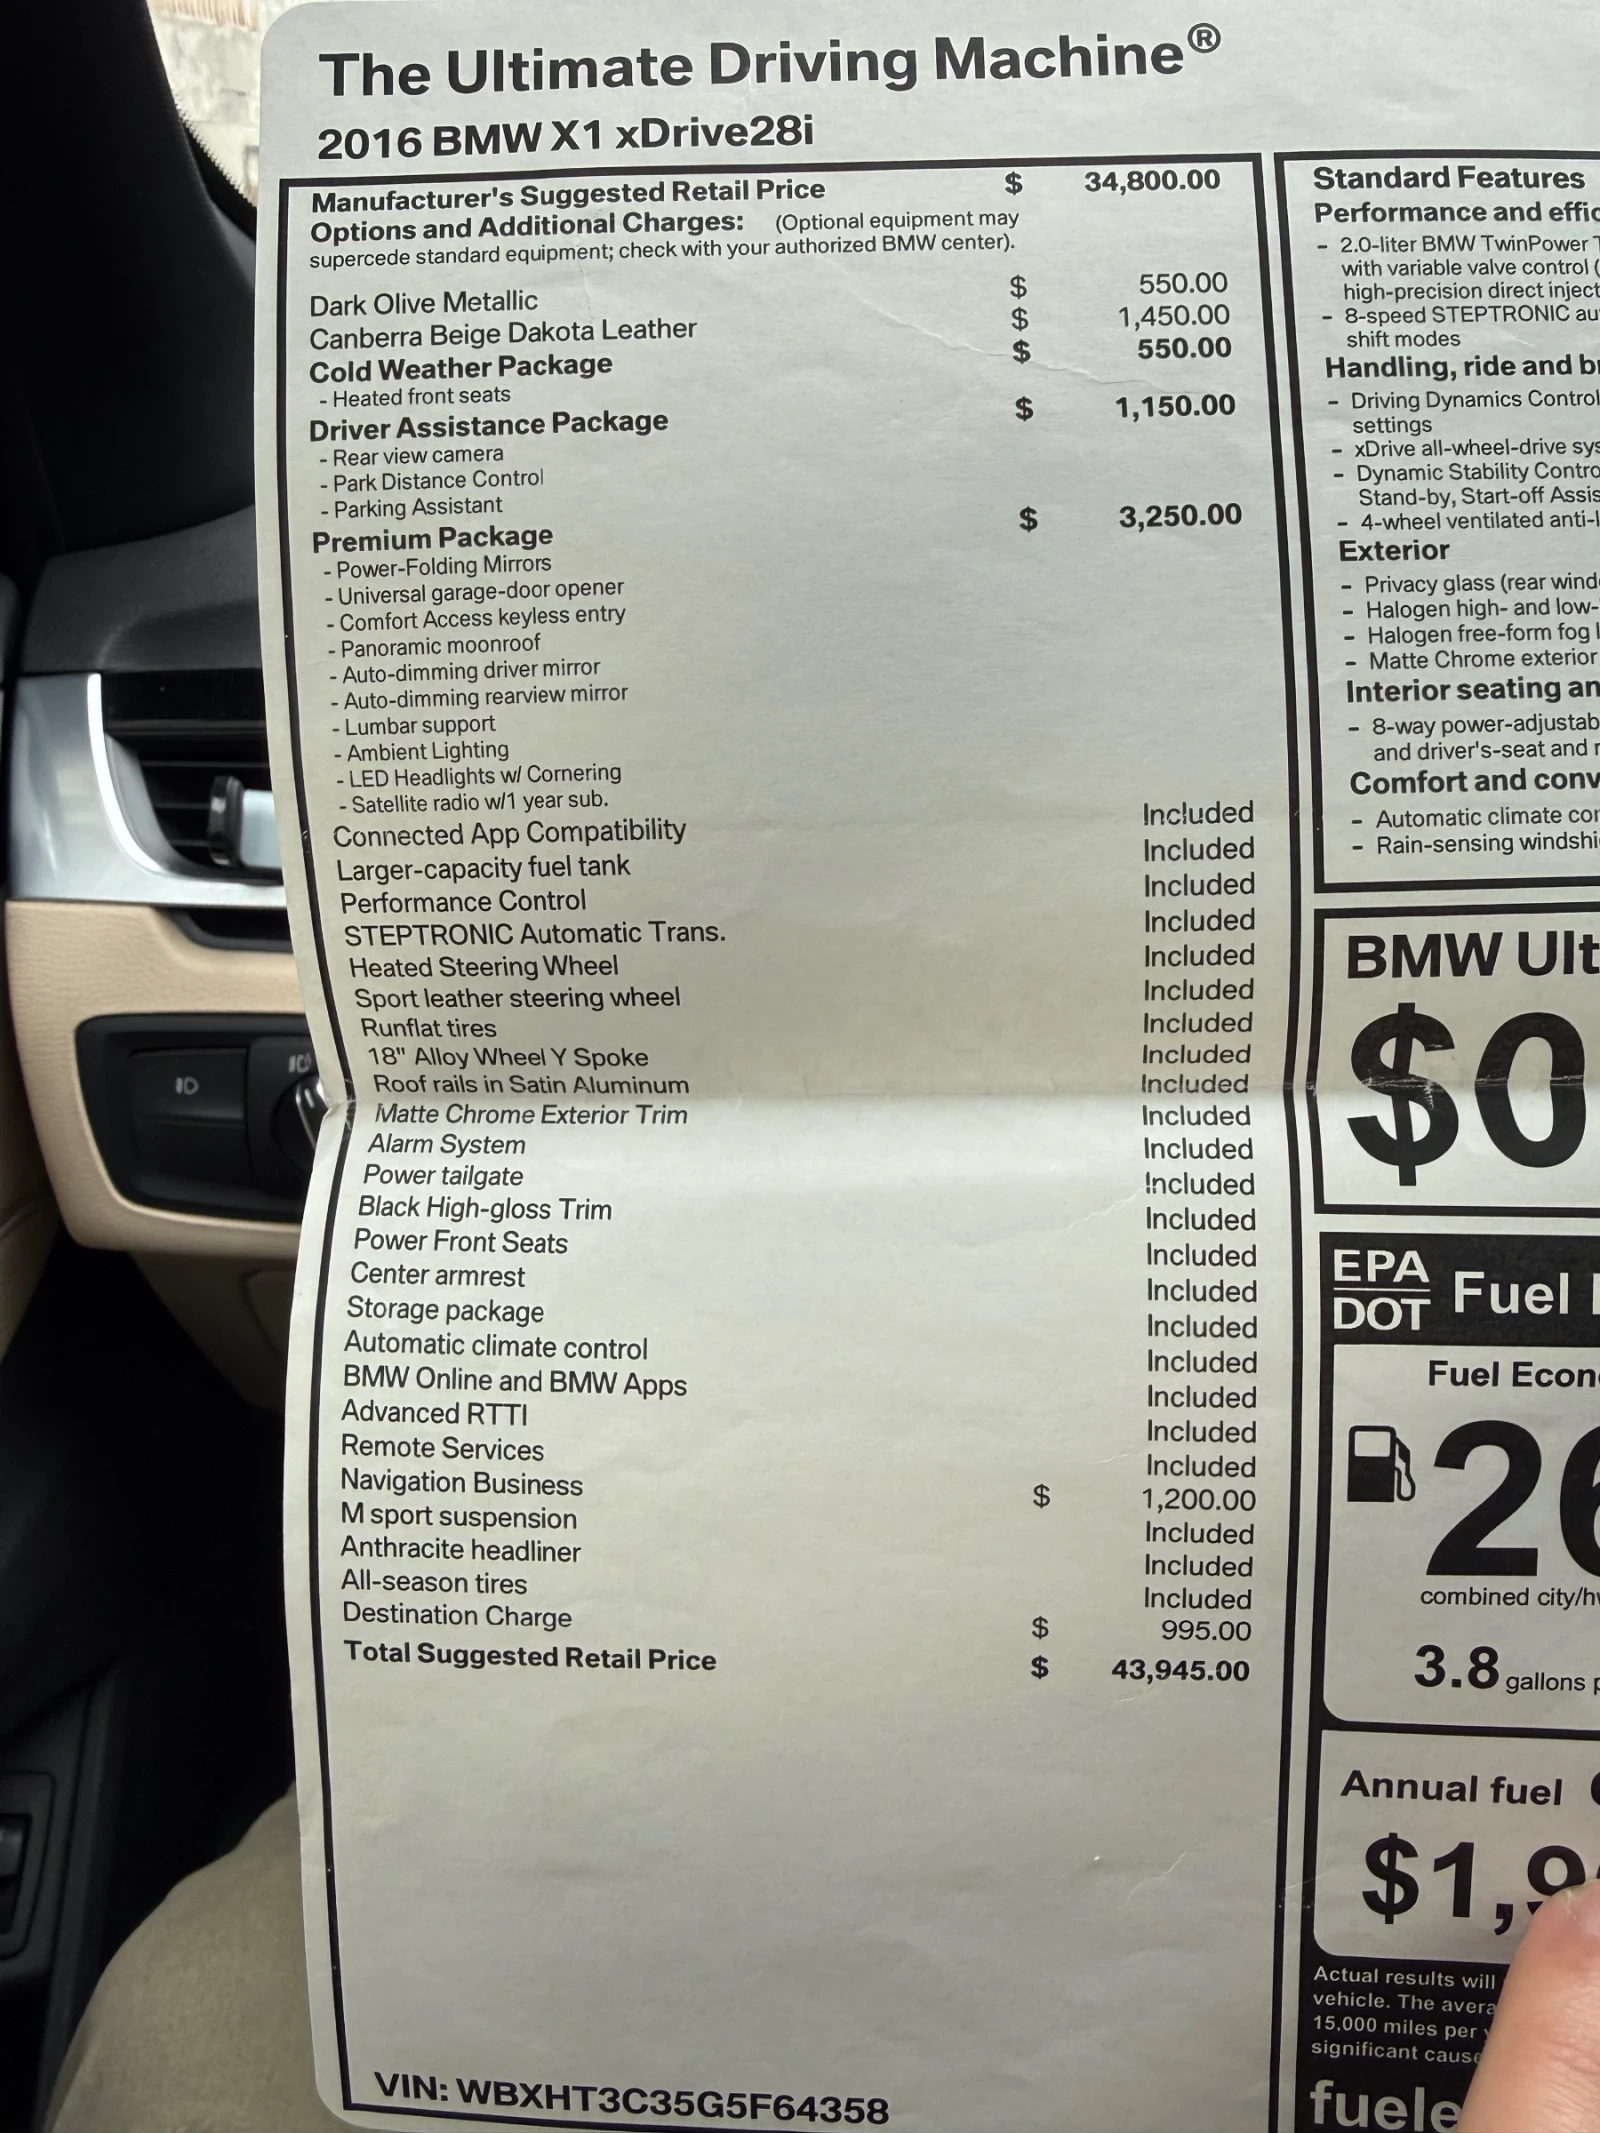 The Ultimate Driving Machine®
2016 BMW X1 xDrive28i
Manufacturer's Suggested Retail Price $ 34,800.00
Options and Additional Charges: (Optional equipment may
supercede standard equipment; check with your authorized BMW center).
Dark Olive Metallic $ 550.00
Canberra Beige Dakota Leather $ 1,450.00
Cold Weather Package $ 550.00
- Heated front seats
Driver Assistance Package $ 1,150.00
- Rear view camera
- Park Distance Control
- Parking Assistant
Premium Package $ 3,250.00
- Power-Folding Mirrors
- Universal garage-door opener
- Comfort Access keyless entry
- Panoramic moonroof
- Auto-dimming driver mirror
- Auto-dimming rearview mirror
- Lumbar support
- Ambient Lighting
- LED Headlights w/ Cornering
- Satellite radio w/1 year sub.
Connected App Compatibility Included
Larger-capacity fuel tank Included
Performance Control Included
STEPTRONIC Automatic Trans. Included
Heated Steering Wheel Included
Sport leather steering wheel Included
Runflat tires Included
18" Alloy Wheel Y Spoke Included
Roof rails in Satin Aluminum Included
Matte Chrome Exterior Trim Included
Alarm System Included
Power tailgate Included
Black High-gloss Trim Included
Power Front Seats Included
Center armrest Included
Storage package Included
Automatic climate control Included
BMW Online and BMW Apps Included
Advanced RTTI Included
Remote Services Included
Navigation Business $ 1,200.00
M sport suspension Included
Anthracite headliner Included
All-season tires Included
Destination Charge $ 995.00
Total Suggested Retail Price $ 43,945.00
VIN: WBXHT3C35G5F64358
Standard Features
Performance and
- 2.0-liter BMW TwinPower
with variable valve control (
high-precision direct
- 8-speed STEPTRONIC
shift modes
Handling, ride and
- Driving Dynamics Control
settings
- xDrive all-wheel-drive
- Dynamic Stability
Stand-by, Start-off
- 4-wheel ventilated
Exterior
- Privacy glass (rear
- Halogen high- and low-
- Halogen free-form fog
- Matte Chrome exterior
Interior seating
- 8-way
and driver's-seat and
Comfort and
- Automatic climate
- Rain-sensing
BMW
$0
EPA
DOT
Fuel
Fuel
26
combined
3.8 gallons
Annual fuel
$1,9
Actual results will
vehicle. The
15,000 miles per
significant